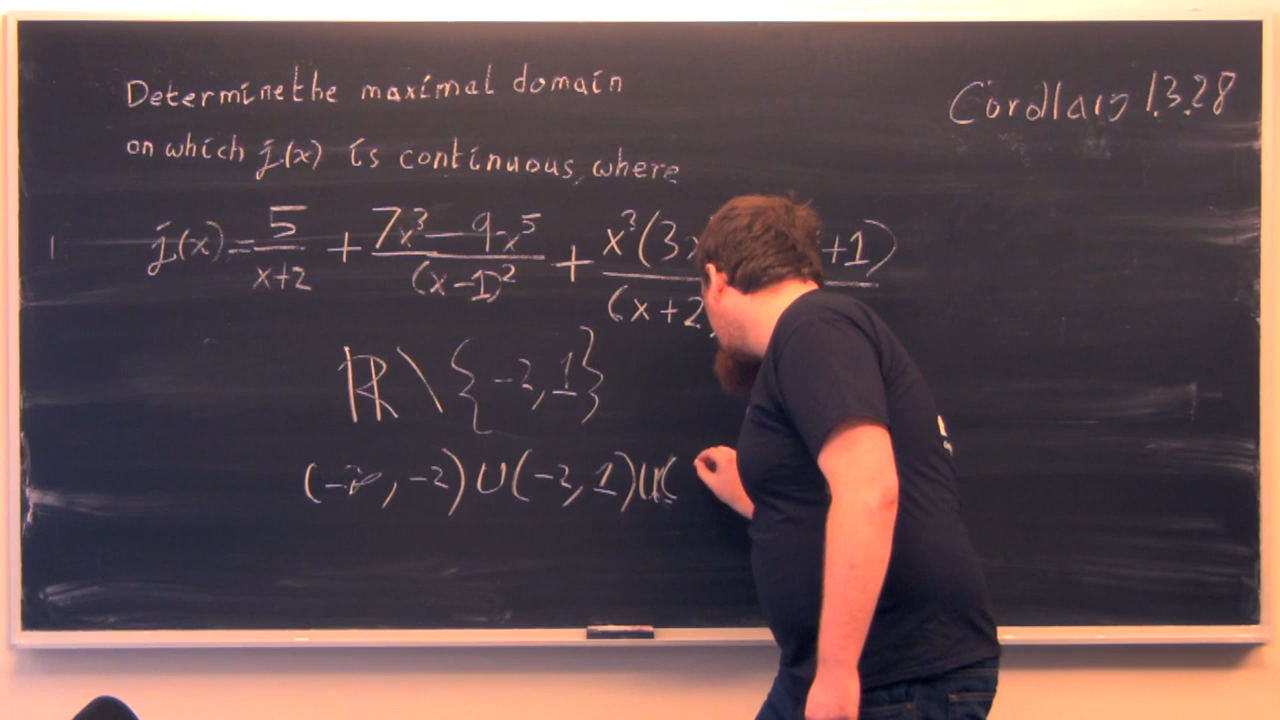 Determine the maximal domain
Corollary 1.3.28
on which f(x) is continuous, where
f(x) = 5/(x+2) + (7x³ - 9x⁵)/(x-1)² + x³(3x +1)/(x+2
ℝ \ {-2, 1}
(-∞, -2) ∪ (-2, 1) ∪ (